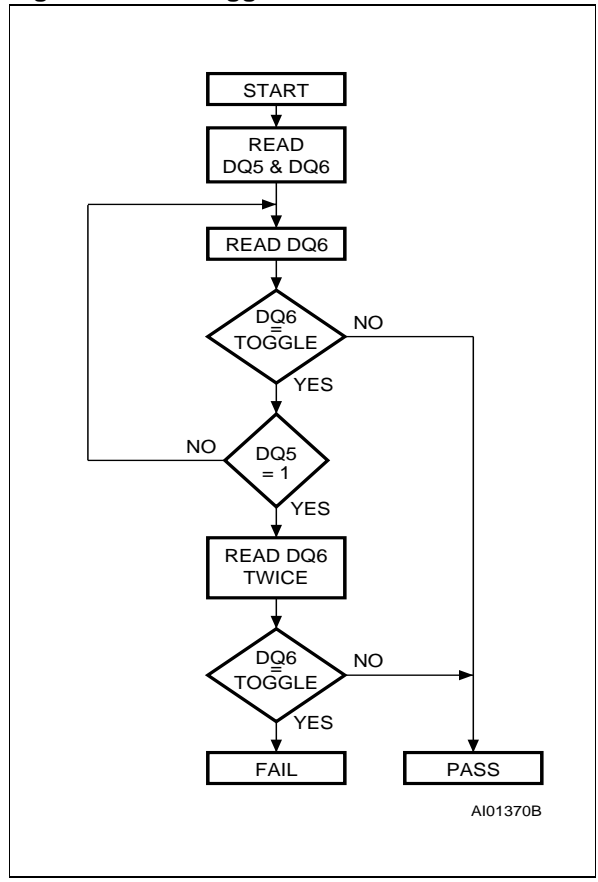 START
READ
DQ5 & DQ6
READ DQ6
DQ6
=
TOGGLE
NO
YES
NO
DQ5
= 1
YES
READ DQ6
TWICE
DQ6
=
TOGGLE
NO
YES
FAIL
PASS
AI01370B